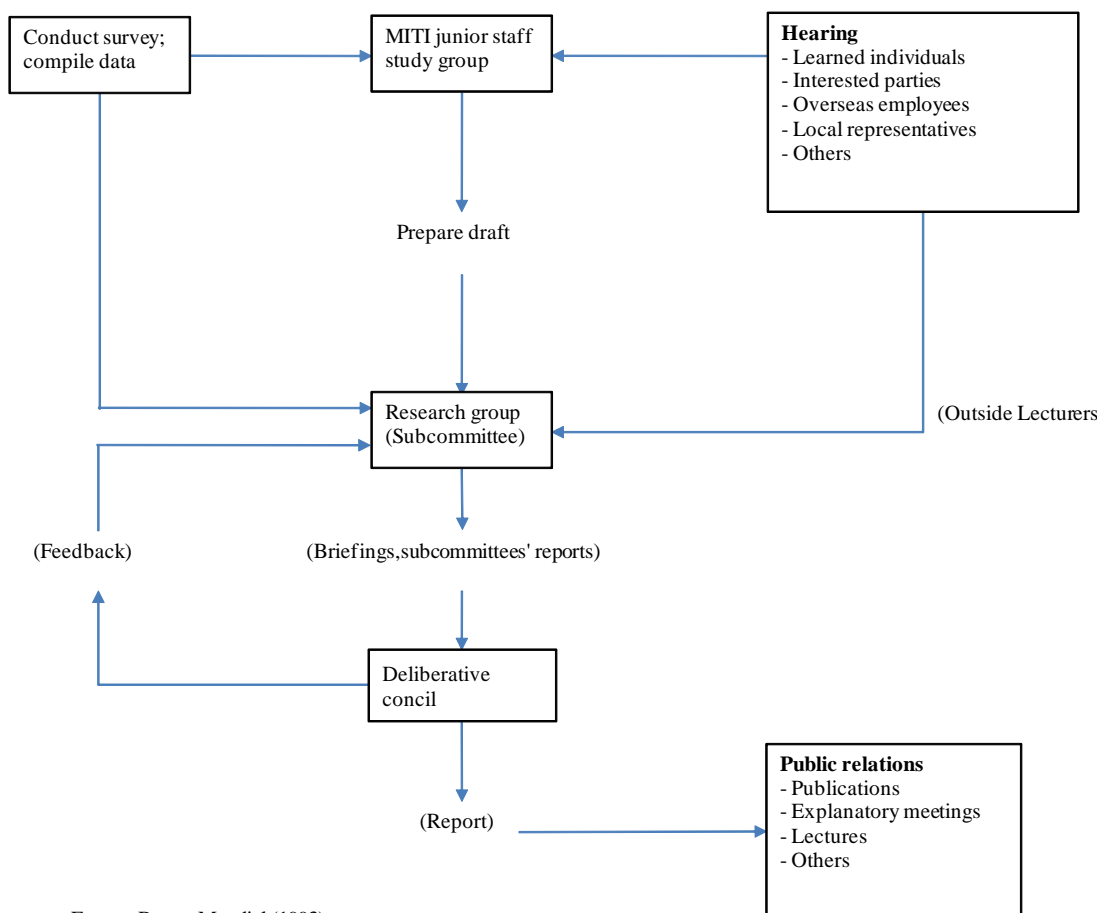 Conduct survey;
compile data
MITI junior staff
study group
Hearing
- Learned individuals
- Interested parties
- Overseas employees
- Local representatives
- Others
Prepare draft
Research group
(Subcommittee)
(Outside Lecturers
(Feedback)
(Briefings,subcommittees' reports)
Deliberative
concil
Public relations
- Publications
- Explanatory meetings
- Lectures
- Others
(Report)